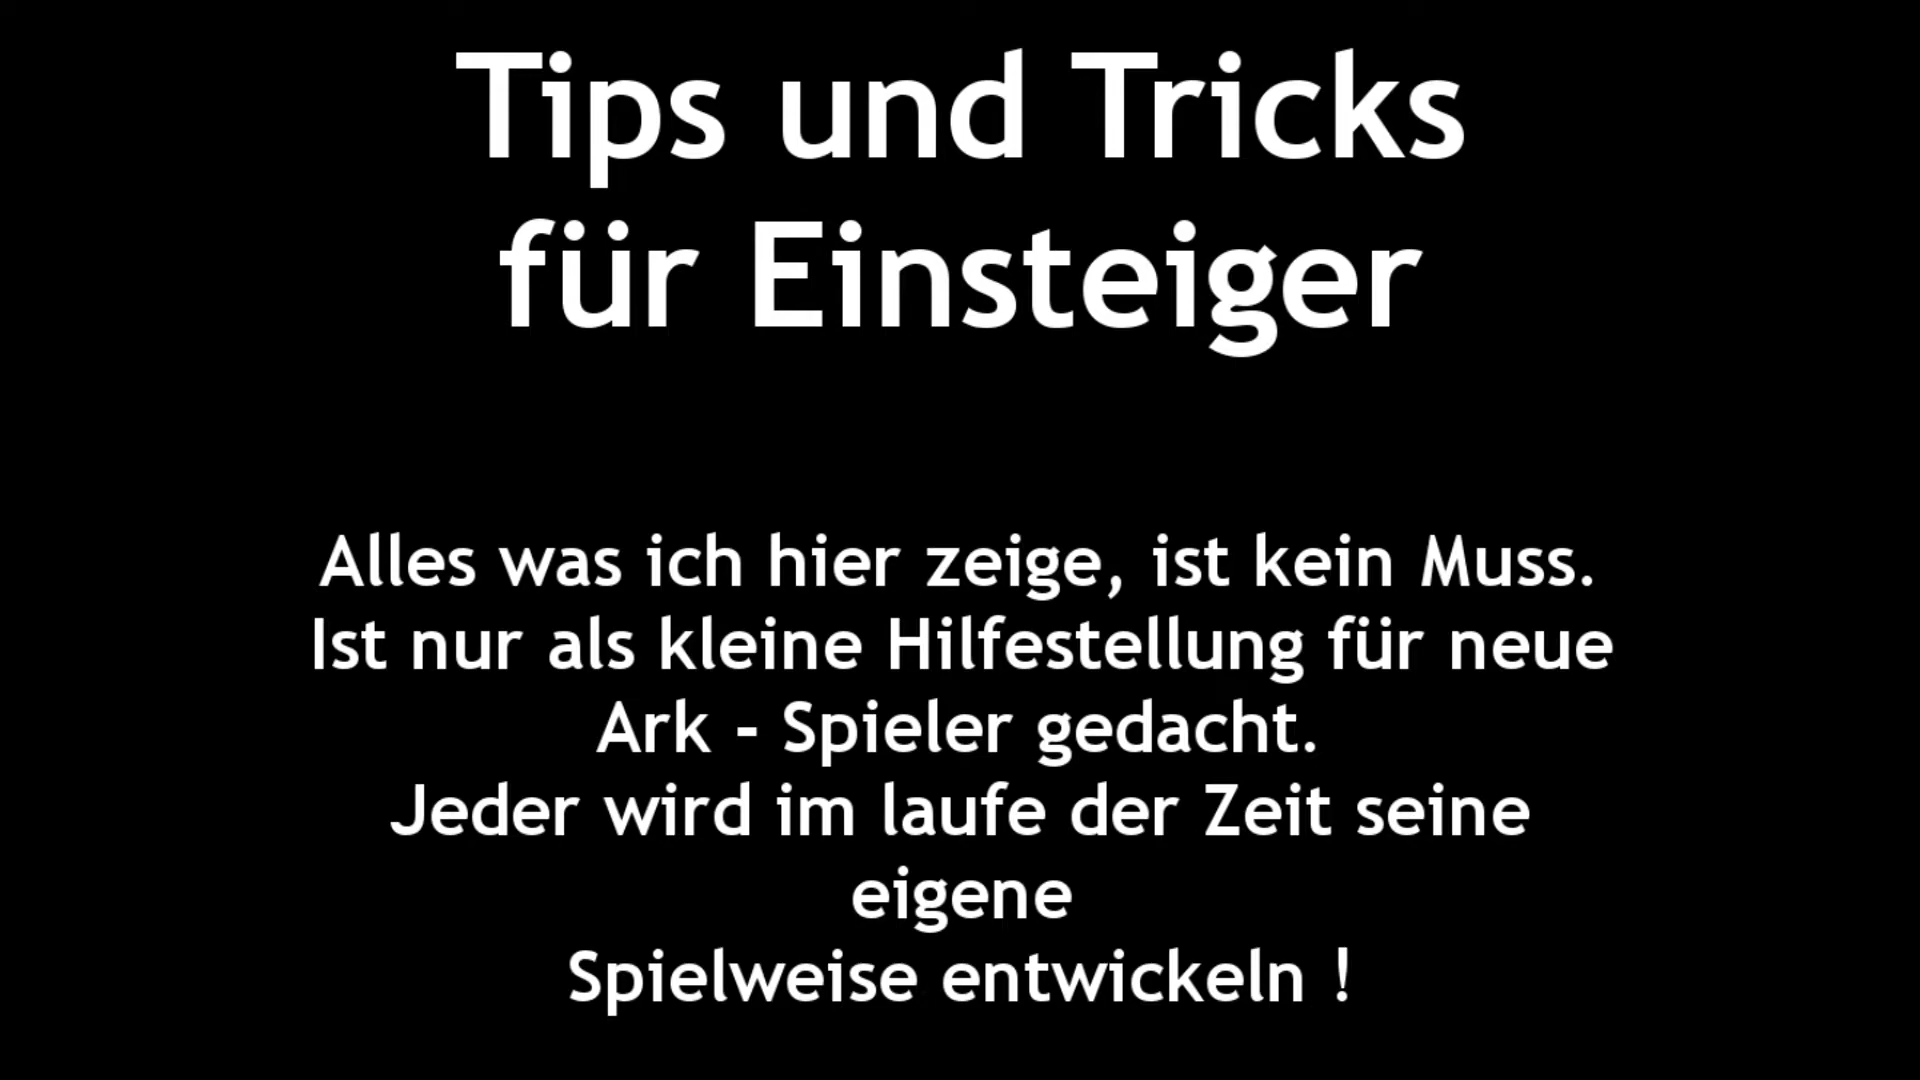 Tips und Tricks
für Einsteiger
Alles was ich hier zeige, ist kein Muss.
Ist nur als kleine Hilfestellung für neue
Ark - Spieler gedacht.
Jeder wird im laufe der Zeit seine
eigene
Spielweise entwickeln !